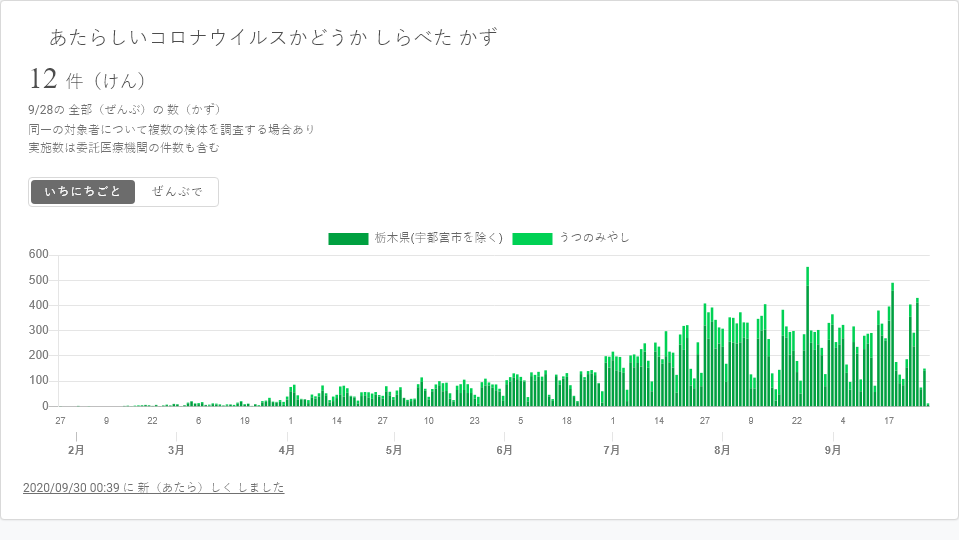 あたらしいコロナウイルスかどうか しらべた かず
12 件（けん）
9/28の 全部（ぜんぶ）の 数（かず）
同一の対象者について複数の検体を調査する場合あり
実施数は委託医療機関の件数も含む
いちにちごと ぜんぶで
栃木県(宇都宮市を除く) うつのみやし
600
500
400
300
200
100
0
27 9 22 6 19 1 14 27 10 23 5 18 1 14 27 9 22 4 17
2月 3月 4月 5月 6月 7月 8月 9月
2020/09/30 00:39 に 新（あたら）しく しました